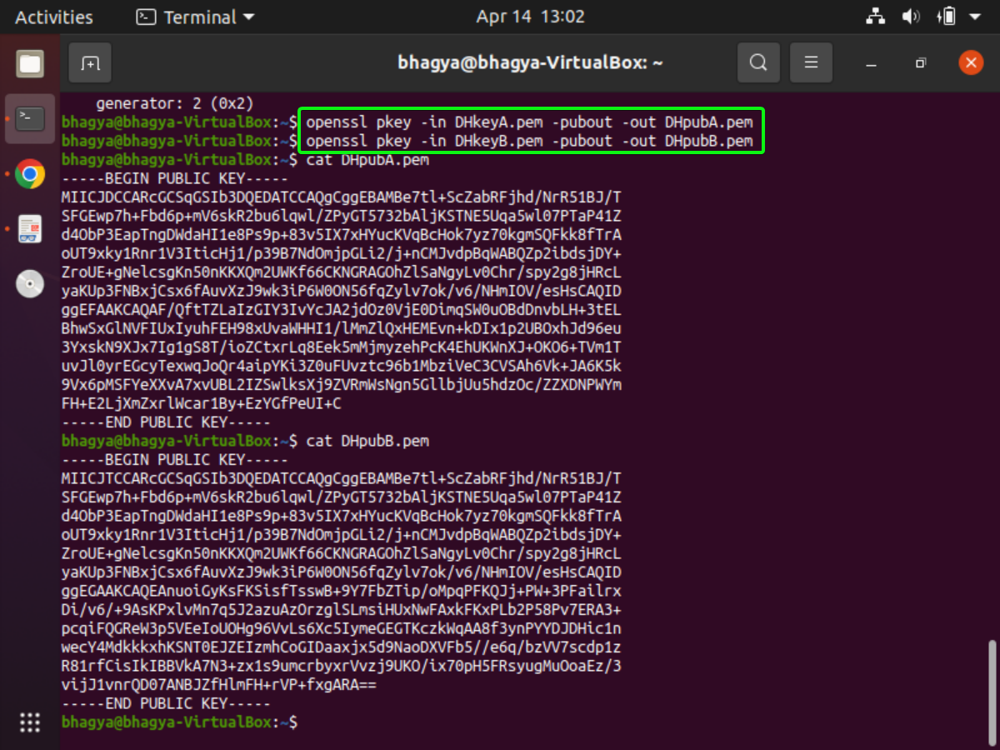 Activities
Terminal
Apr 14 13:02
bhagya@bhagya-VirtualBox: ~
generator: 2 (0x2)
bhagya@bhagya-VirtualBox:~$ openssl pkey -in DHkeyA.pem -pubout -out DHpubA.pem
bhagya@bhagya-VirtualBox:~$ openssl pkey -in DHkeyB.pem -pubout -out DHpubB.pem
bhagya@bhagya-VirtualBox:~$ cat DHpubA.pem
-----BEGIN PUBLIC KEY-----
MIICJDCCARcGCSqGSIb3DQEDATCCAQgCggEBAMBe7tl+ScZabRFjhd/NrR51BJ/T
SFGEwp7h+Fbd6p+mV6skR2bu6lqwl/ZPyGT5732bAljKSTNE5Uqa5wl07PTaP41Z
d4ObP3EapTngDWdaHI1e8Ps9p+83v5IX7xHYucKVqBcHok7yz70kgmSQFkk8fTrA
oUT9xky1Rnr1V3IticHj1/p39B7NdOmjpGLi2/j+nCMJvdpBqWABQZp2ibdsjDY+
ZroUE+gNelcsgKn50nKKXQm2UWKf66CKNGRAGOhZlSaNgyLv0Chr/spy2g8jHRcL
yaKUp3FNBxjCsx6fAuvXzJ9wk3iP6W0ON56fqZylv7ok/v6/NHmIOV/esHsCAQID
ggEFAAKCAQAF/QftTZLaIzGIY3IvYcJA2jdOz0VjE0DimqSW0uOBdDnvbLH+3tEL
BhwSxGlNVFIUxIyuhFEH98xUvaWHHI1/lMmZlQxHEMEvn+kDIx1p2UBOxhJd96eu
3YxskN9XJx7Ig1gS8T/ioZCtxrLq8Eek5mMjmyzehPcK4EhUKWnXJ+OKO6+TVm1T
uvJl0yrEGcyTexwqJoQr4aipYKi3Z0uFUvztc96b1MbziVeC3CVSAh6Vk+JA6K5k
9Vx6pMSFYeXXvA7xvUBL2IZSwlksXj9ZVRmWsNgn5GllbjUu5hdzOc/ZZXDNPWYm
FH+E2LjXmZxrlWcar1By+EzYGfPeUI+C
-----END PUBLIC KEY-----
bhagya@bhagya-VirtualBox:~$ cat DHpubB.pem
-----BEGIN PUBLIC KEY-----
MIICJTCCARcGCSqGSIb3DQEDATCCAQgCggEBAMBe7tl+ScZabRFjhd/NrR51BJ/T
SFGEwp7h+Fbd6p+mV6skR2bu6lqwl/ZPyGT5732bAljKSTNE5Uqa5wl07PTaP41Z
d4ObP3EapTngDWdaHI1e8Ps9p+83v5IX7xHYucKVqBcHok7yz70kgmSQFkk8fTrA
oUT9xky1Rnr1V3IticHj1/p39B7NdOmjpGLi2/j+nCMJvdpBqWABQZp2ibdsjDY+
ZroUE+gNelcsgKn50nKKXQm2UWKf66CKNGRAGOhZlSaNgyLv0Chr/spy2g8jHRcL
yaKUp3FNBxjCsx6fAuvXzJ9wk3iP6W0ON56fqZylv7ok/v6/NHmIOV/esHsCAQID
ggEGAAKCAQEAnuoiGyKsFKSisfTsswB+9Y7FbZTip/oMpqPFKQJj+PW+3PFailrx
Di/v6/+9AsKPxlvMn7q5J2azuAzOrzglSLmsiHUxNwFAxkFKxPLb2P58Pv7ERA3+
pcqiFQGReW3p5VEeIoUOHg96VvLs6Xc5IymeGEGTKczkWqAA8f3ynPYYDJDHic1n
wecY4MdkkkxhKSNT0EJZEIzmhCoGIDaaxjx5d9NaoDXVFb5//e6q/bzVV7scdp1z
R81rfCisIkIBBVkA7N3+zx1s9umcrbyxrVvzj9UKO/ix70pH5FRsyugMuOoaEz/3
vijJ1vnrQD07ANBJZfHlmFH+rVP+fxgARA==
-----END PUBLIC KEY-----
bhagya@bhagya-VirtualBox:~$